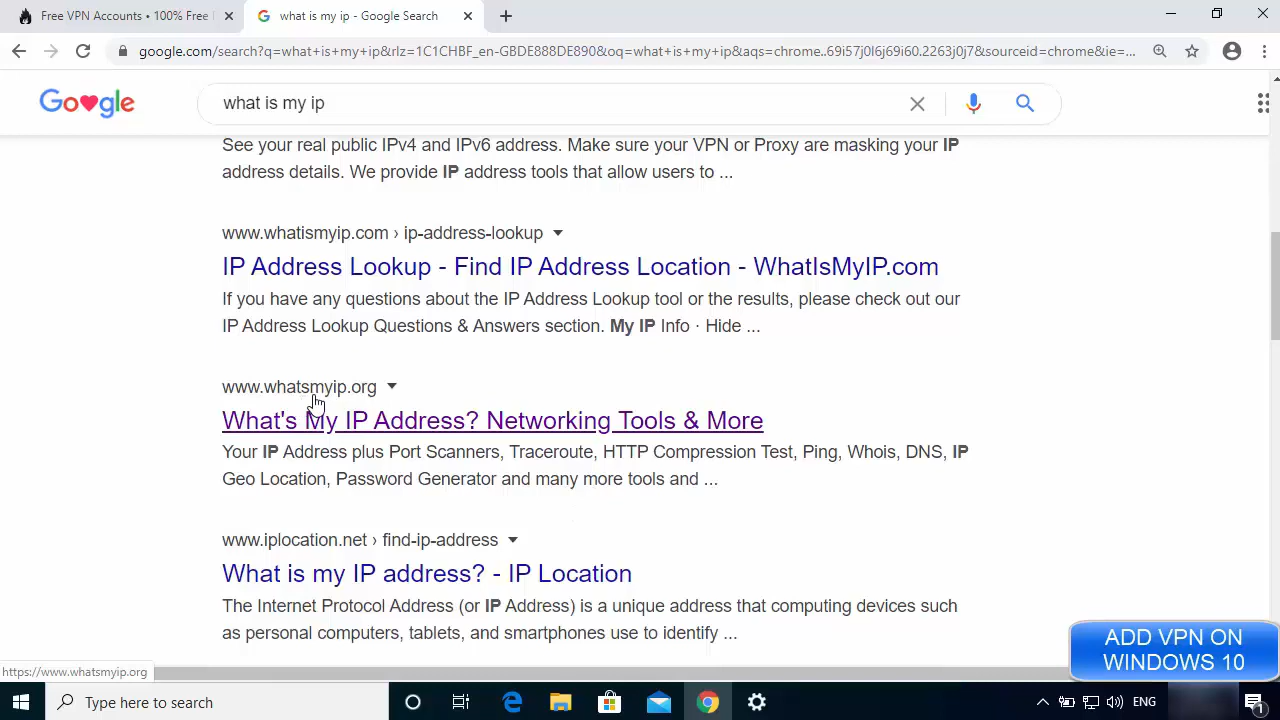 Free VPN Accounts • 100% Free
what is my ip - Google Search
google.com/search?q=what+is+my+ip&rlz=1C1CHBF_en-GBDE888DE890&oq=what+is+my+ip&aqs=chrome..69i57j0l6j69i60.2263j0j7&sourceid=chrome&ie=...
Google
what is my ip
See your real public IPv4 and IPv6 address. Make sure your VPN or Proxy are masking your IP
address details. We provide IP address tools that allow users to ...
www.whatismyip.com › ip-address-lookup
IP Address Lookup - Find IP Address Location - WhatIsMyIP.com
If you have any questions about the IP Address Lookup tool or the results, please check out our
IP Address Lookup Questions & Answers section. My IP Info · Hide ...
www.whatsmyip.org
What's My IP Address? Networking Tools & More
Your IP Address plus Port Scanners, Traceroute, HTTP Compression Test, Ping, Whois, DNS, IP
Geo Location, Password Generator and many more tools and ...
www.iplocation.net › find-ip-address
What is my IP address? - IP Location
The Internet Protocol Address (or IP Address) is a unique address that computing devices such
as personal computers, tablets, and smartphones use to identify ...
ADD VPN ON
WINDOWS 10
https://www.whatsmyip.org
Type here to search
ENG
1